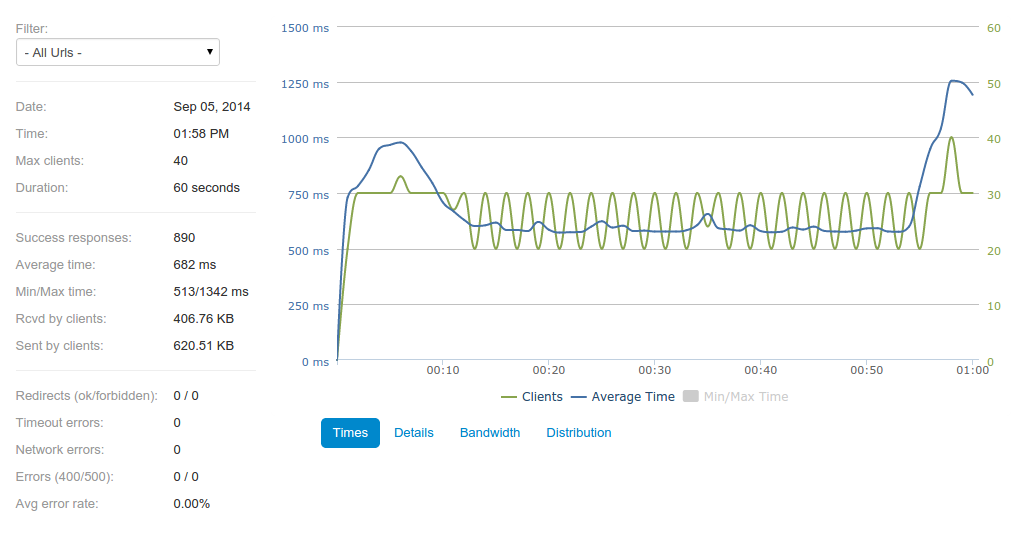 Filter:
- All Urls -
Date: Sep 05, 2014
Time: 01:58 PM
Max clients: 40
Duration: 60 seconds
Success responses: 890
Average time: 682 ms
Min/Max time: 513/1342 ms
Rcvd by clients: 406.76 KB
Sent by clients: 620.51 KB
Redirects (ok/forbidden): 0 / 0
Timeout errors: 0
Network errors: 0
Errors (400/500): 0 / 0
Avg error rate: 0.00%
1500 ms 60
1250 ms 50
1000 ms 40
750 ms 30
500 ms 20
250 ms 10
0 ms 0
00:10 00:20 00:30 00:40 00:50 01:00
Clients Average Time Min/Max Time
Times Details Bandwidth Distribution